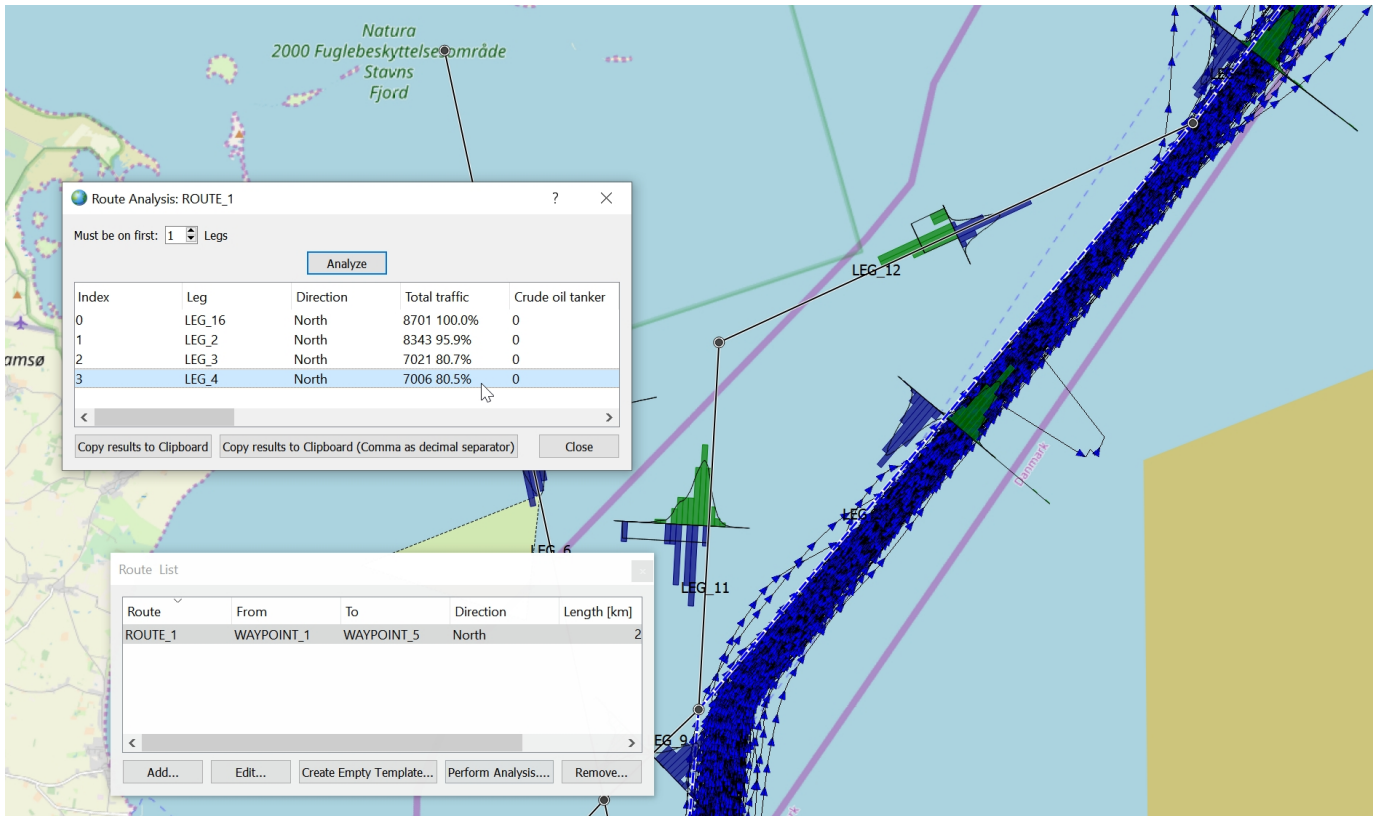 Natura
2000 Fuglebeskyttelsesområde
Stavns
Fjord
Route Analysis: ROUTE_1
?
Must be on first: 1 Legs
Analyze
Index Leg Direction Total traffic Crude oil tanker
0 LEG_16 North 8701 100.0% 0
1 LEG_2 North 8343 95.9% 0
2 LEG_3 North 7021 80.7% 0
3 LEG_4 North 7006 80.5% 0
Copy results to Clipboard Copy results to Clipboard (Comma as decimal separator) Close
LEG_12
Danmark
LEG_6
LEG_11
Route List
Route From To Direction Length [km]
ROUTE_1 WAYPOINT_1 WAYPOINT_5 North 2
Add... Edit... Create Empty Template... Perform Analysis.... Remove...